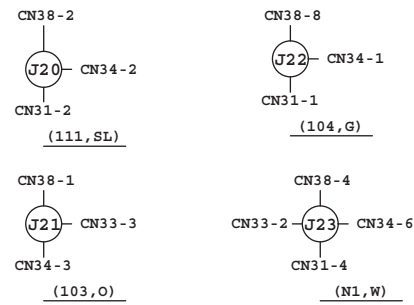 CN38-2
J20
CN34-2
CN31-2
(111,SL)
CN38-8
J22
CN34-1
CN31-1
(104,G)
CN38-1
J21
CN33-3
CN34-3
(103,O)
CN38-4
CN33-2
J23
CN34-6
CN31-4
(N1,W)